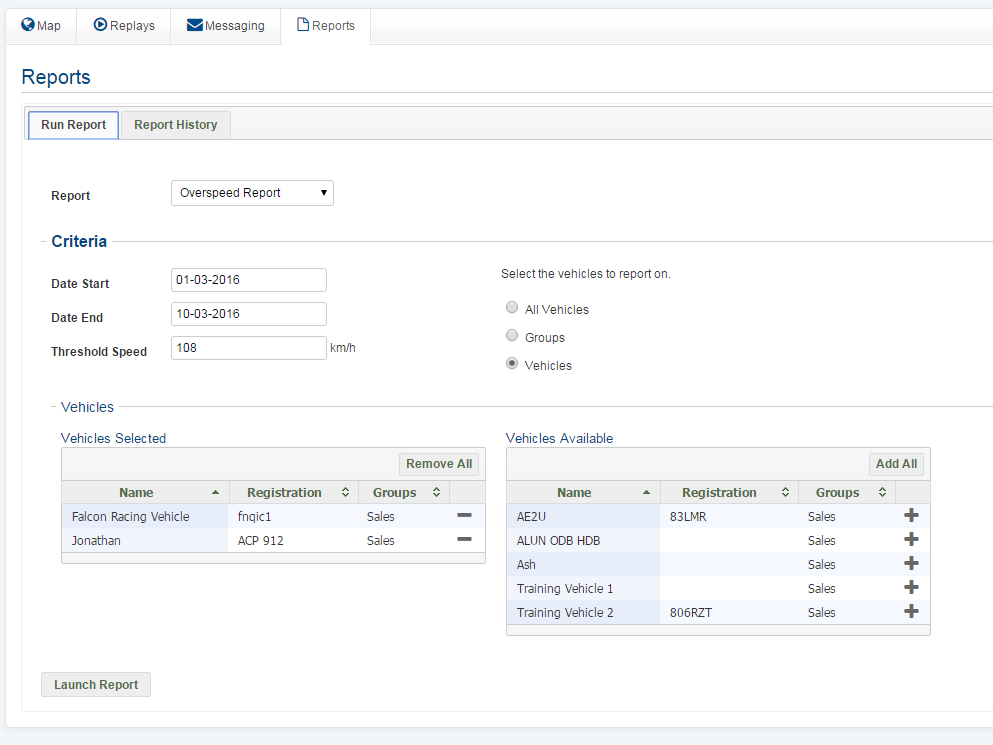 Map Replays Messaging Reports
Reports
Run Report Report History
Report Overspeed Report
Criteria
Date Start 01-03-2016
Date End 10-03-2016
Threshold Speed 108 km/h
Select the vehicles to report on.
All Vehicles
Groups
Vehicles
Vehicles
Vehicles Selected
Remove All
Name Registration Groups
Falcon Racing Vehicle fnqic1 Sales
Jonathan ACP 912 Sales
Vehicles Available
Add All
Name Registration Groups
AE2U 83LMR Sales
ALUN ODB HDB Sales
Ash Sales
Training Vehicle 1 Sales
Training Vehicle 2 806RZT Sales
Launch Report